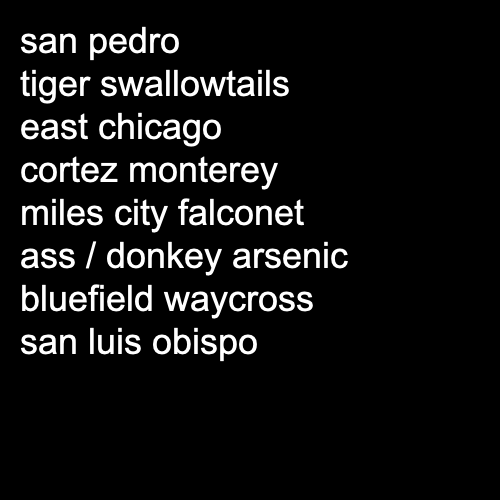 san pedro
tiger swallowtails
east chicago
cortez monterey
miles city falconet
ass / donkey arsenic
bluefield waycross
san luis obispo